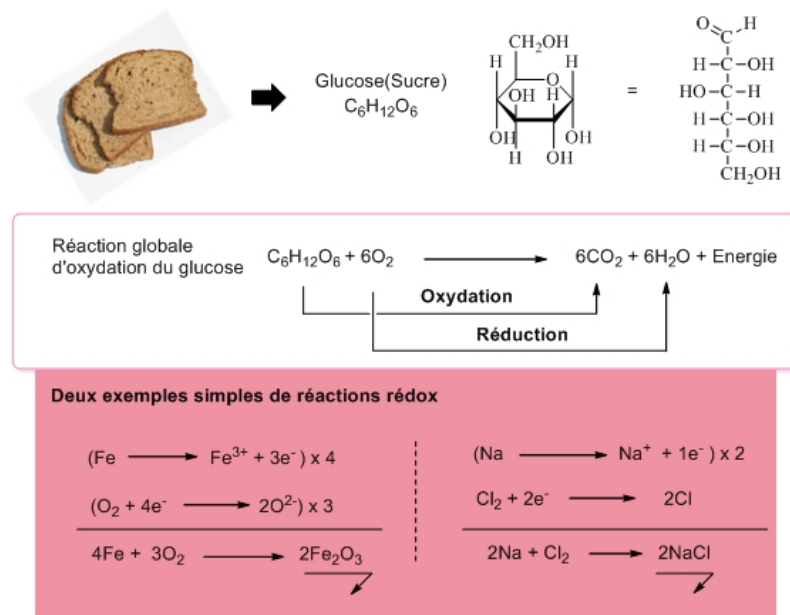 Glucose(Sucre)
C₆H₁₂O₆
CH₂OH
H
O
H
H
OH
H
OH
OH
H
OH
=
O
H
C
H–C–OH
HO–C–H
H–C–OH
H–C–OH
CH₂OH
Réaction globale
d'oxydation du glucose
C₆H₁₂O₆ + 6O₂ ⟶ 6CO₂ + 6H₂O + Energie
Oxydation
Réduction
Deux exemples simples de réactions rédox
(Fe ⟶ Fe³⁺ + 3e⁻) x 4
(O₂ + 4e⁻ ⟶ 2O²⁻) x 3
4Fe + 3O₂ ⟶ 2Fe₂O₃
(Na ⟶ Na⁺ + 1e⁻) x 2
Cl₂ + 2e⁻ ⟶ 2Cl
2Na + Cl₂ ⟶ 2NaCl